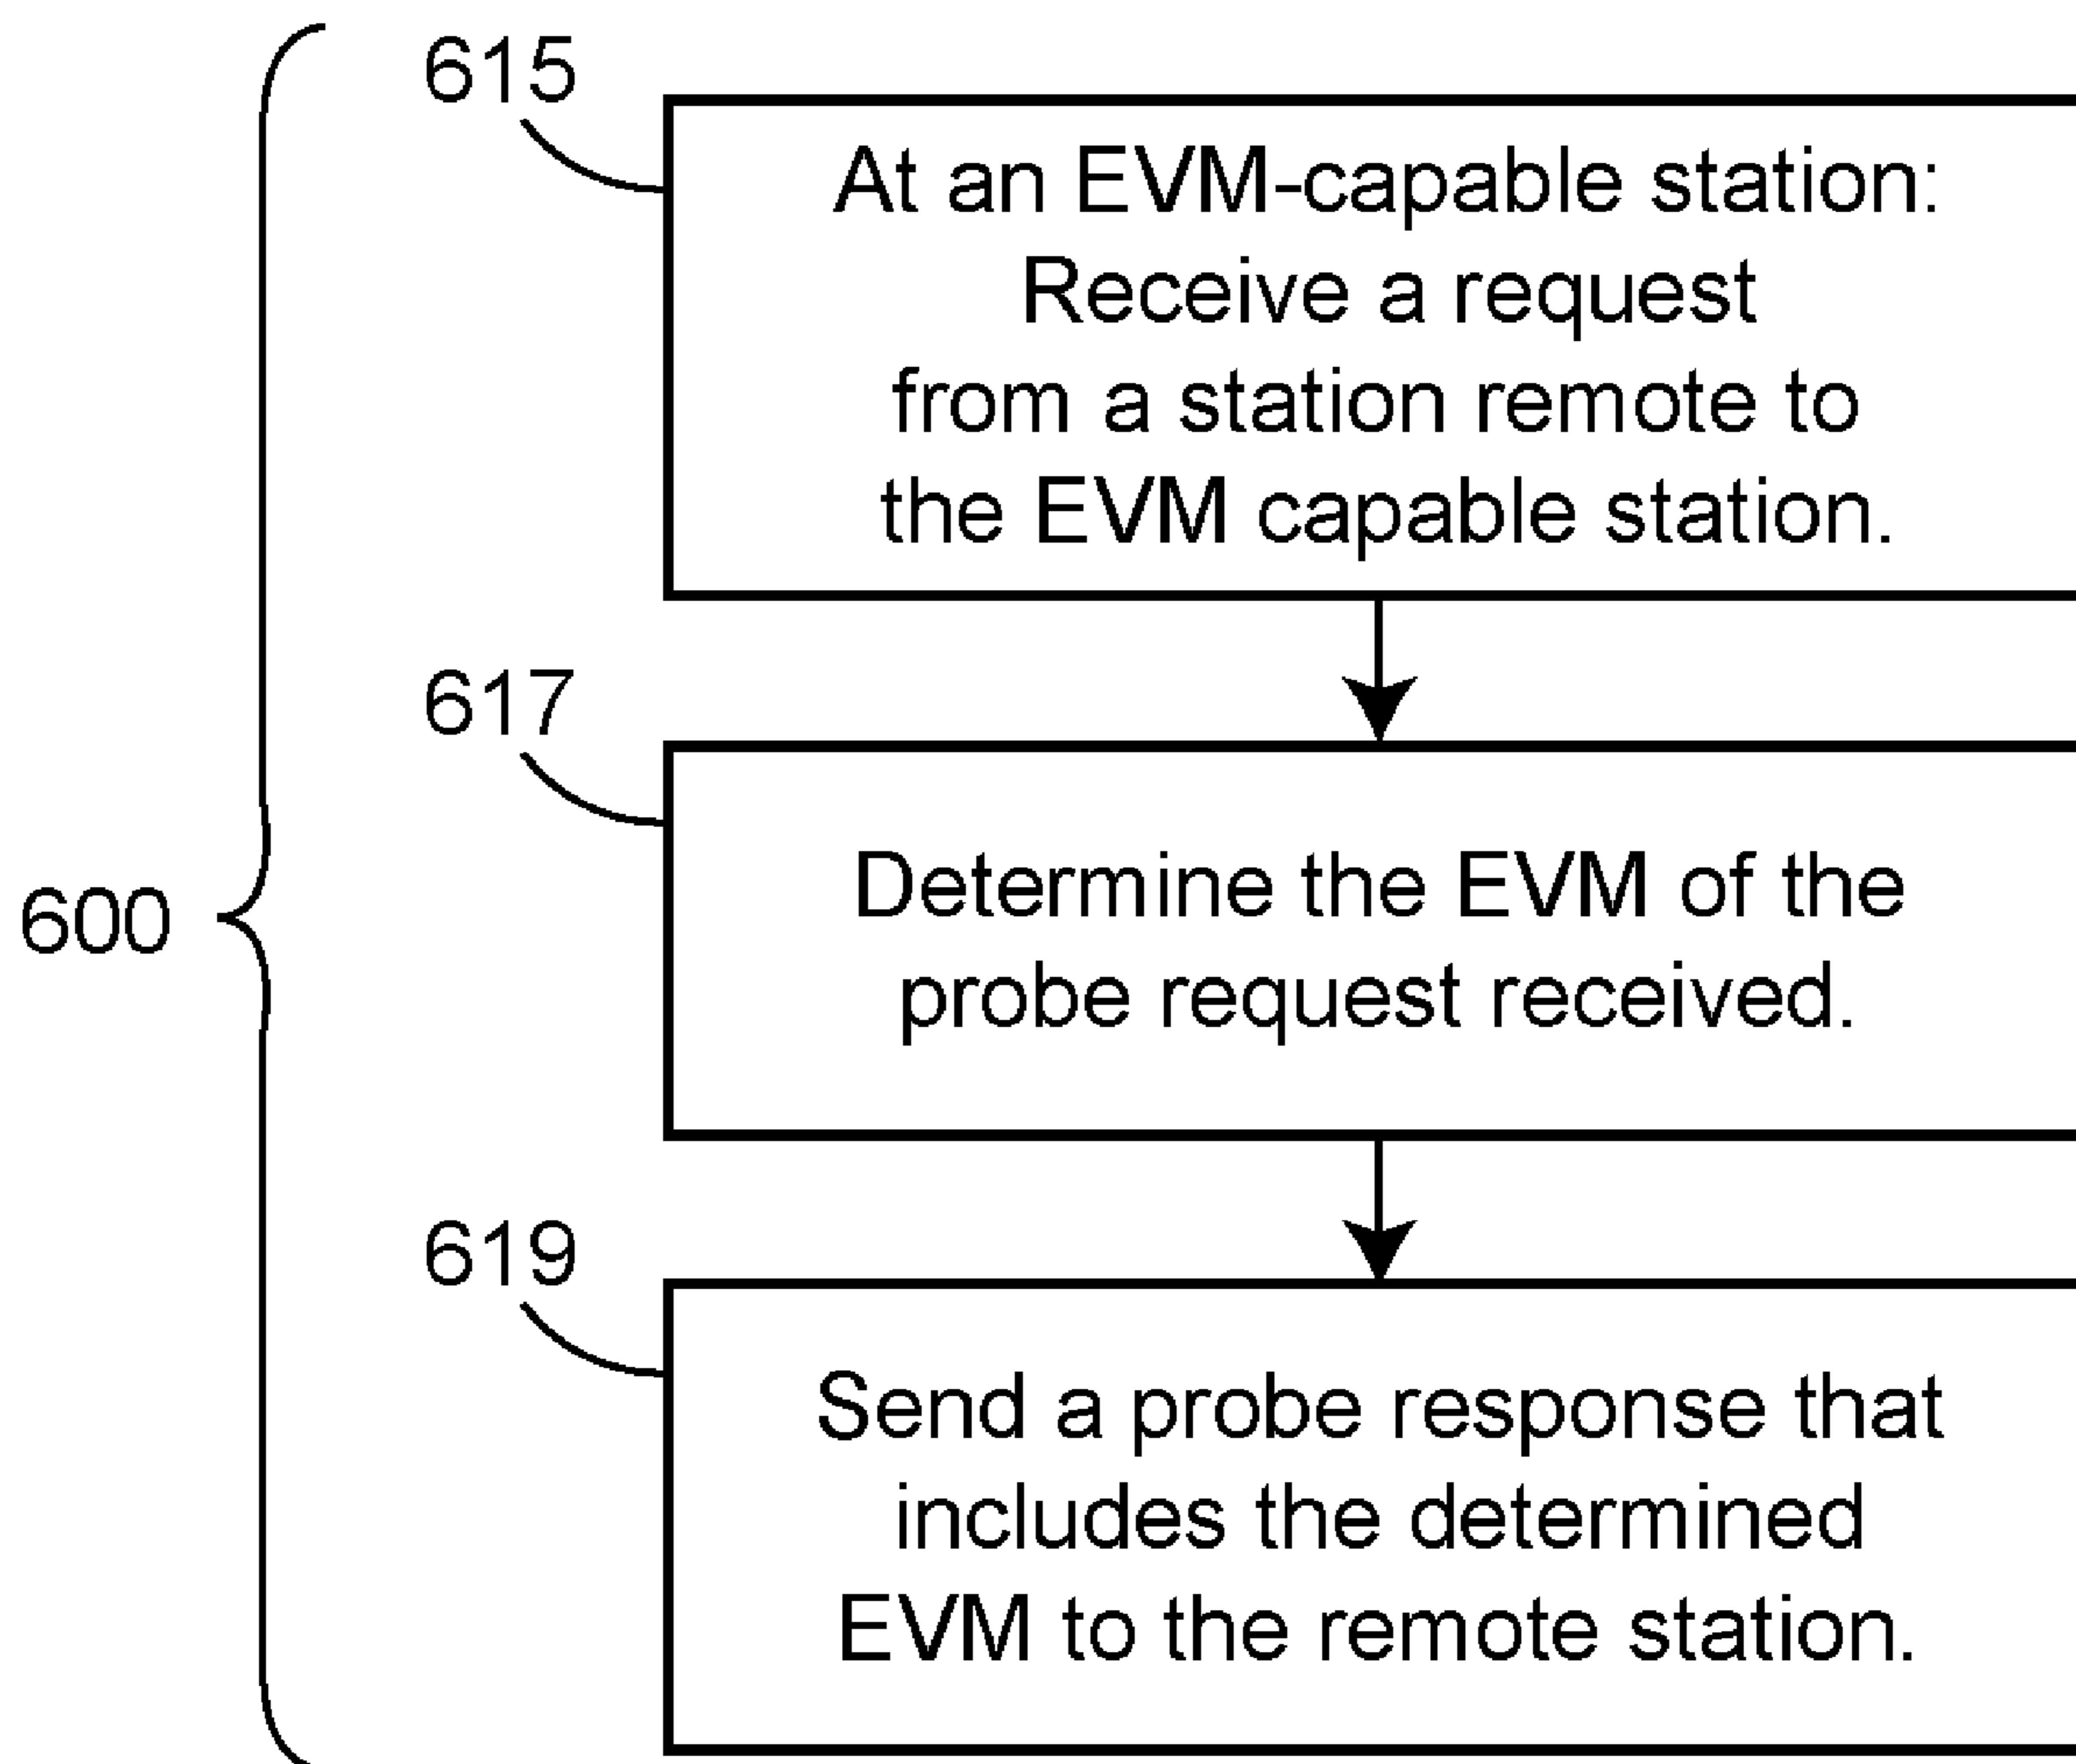 615
At an EVM-capable station:
Receive a request
from a station remote to
the EVM capable station.
617
Determine the EVM of the
probe request received.
600
619
Send a probe response that
includes the determined
EVM to the remote station.